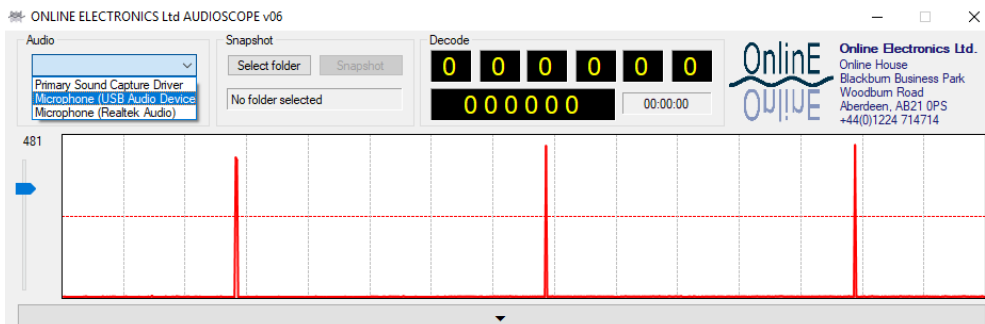 ONLINE ELECTRONICS Ltd AUDIOSCOPE v06
Audio
Primary Sound Capture Driver
Microphone (USB Audio Device
Microphone (Realtek Audio)
Snapshot
Select folder
Snapshot
No folder selected
Decode
0 0 0 0 0 0
000000
00:00:00
OnlinE
Online Electronics Ltd.
Online House
Blackburn Business Park
Woodburn Road
Aberdeen, AB21 0PS
+44(0)1224 714714
481